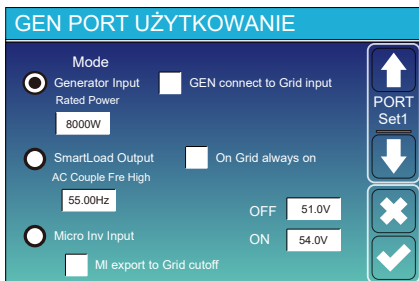 GEN PORT UŻYTKOWANIE
Mode
Generator Input
GEN connect to Grid input
Rated Power
8000W
PORT
Set1
SmartLoad Output
On Grid always on
AC Couple Fre High
55.00Hz
OFF
51.0V
Micro Inv Input
ON
54.0V
MI export to Grid cutoff